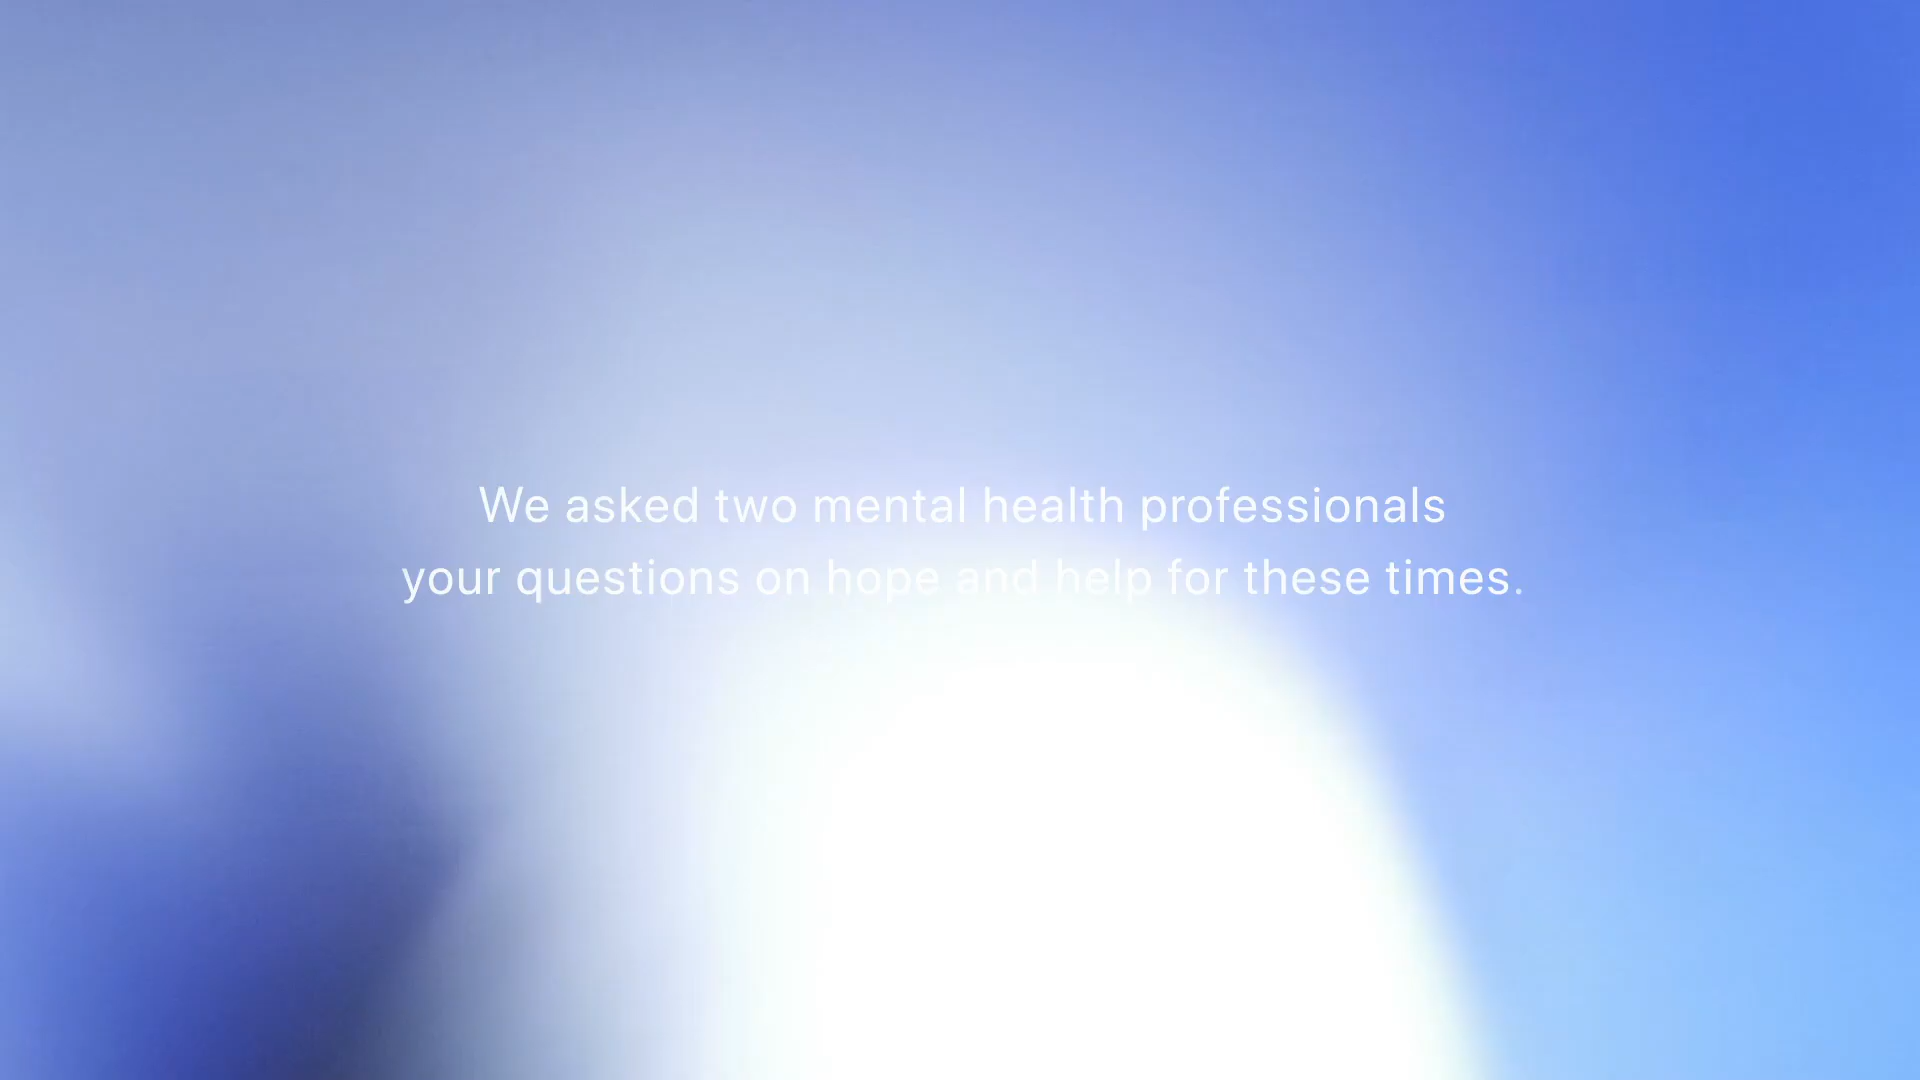 We asked two mental health professionals
your questions on hope and help for these times.